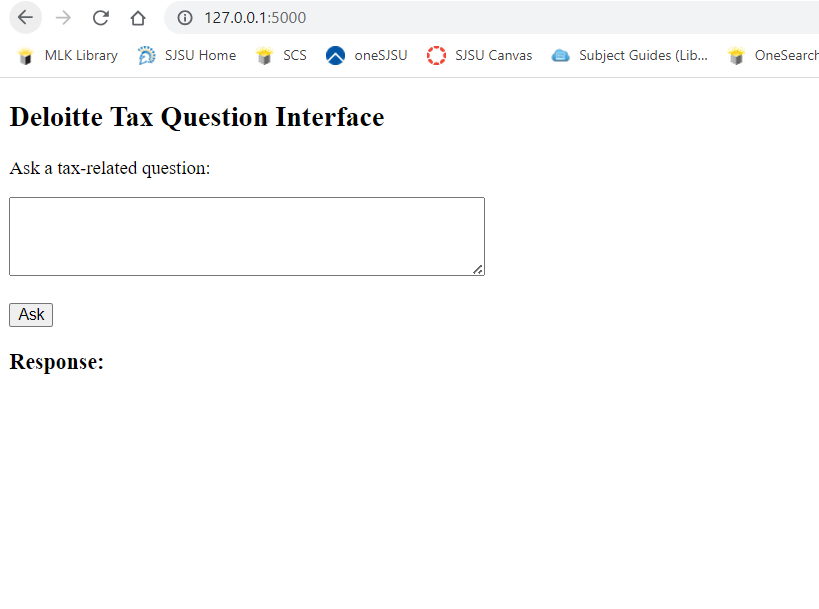 127.0.0.1:5000
MLK Library SJSU Home SCS oneSJSU SJSU Canvas Subject Guides (Lib... OneSearch
Deloitte Tax Question Interface
Ask a tax-related question:
Ask
Response: